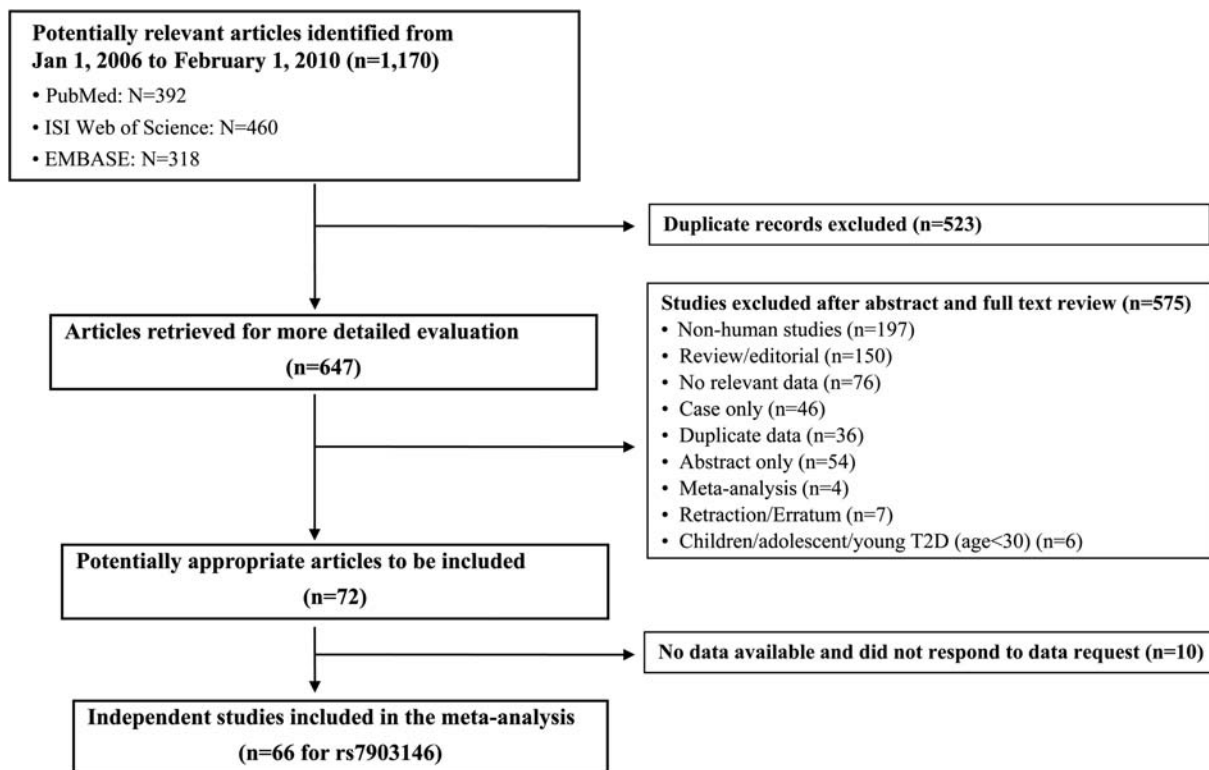 Potentially relevant articles identified from
Jan 1, 2006 to February 1, 2010 (n=1,170)
• PubMed: N=392
• ISI Web of Science: N=460
• EMBASE: N=318
Duplicate records excluded (n=523)
Articles retrieved for more detailed evaluation
(n=647)
Studies excluded after abstract and full text review (n=575)
• Non-human studies (n=197)
• Review/editorial (n=150)
• No relevant data (n=76)
• Case only (n=46)
• Duplicate data (n=36)
• Abstract only (n=54)
• Meta-analysis (n=4)
• Retraction/Erratum (n=7)
• Children/adolescent/young T2D (age<30) (n=6)
Potentially appropriate articles to be included
(n=72)
No data available and did not respond to data request (n=10)
Independent studies included in the meta-analysis
(n=66 for rs7903146)